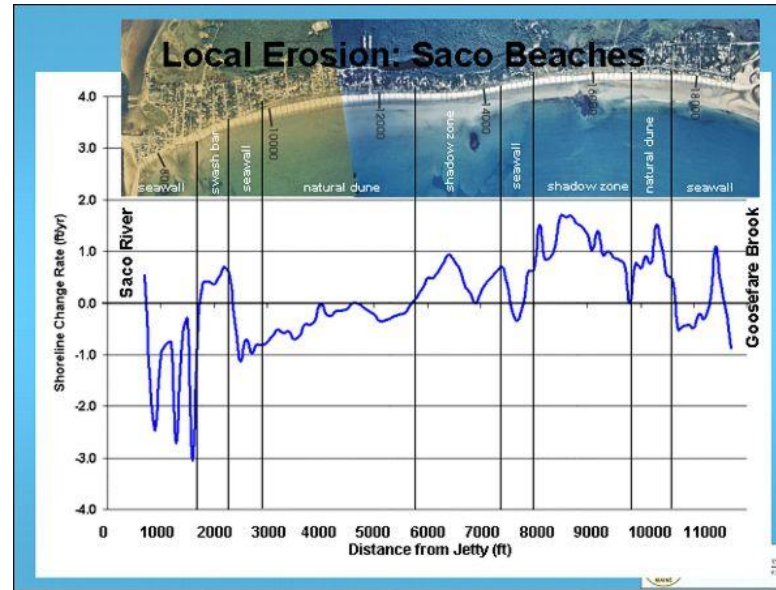 Local Erosion: Saco Beaches
10000
12000
14000
18000
seawall
swash bar
seawall
natural dune
shadow zone
seawall
shadow zone
natural dune
seawall
Saco River
Goosefare Brook
Shoreline Change Rate (ft/yr)
4.0
3.0
2.0
1.0
0.0
-1.0
-2.0
-3.0
-4.0
0 1000 2000 3000 4000 5000 6000 7000 8000 9000 10000 11000
Distance from Jetty (ft)
MAINE